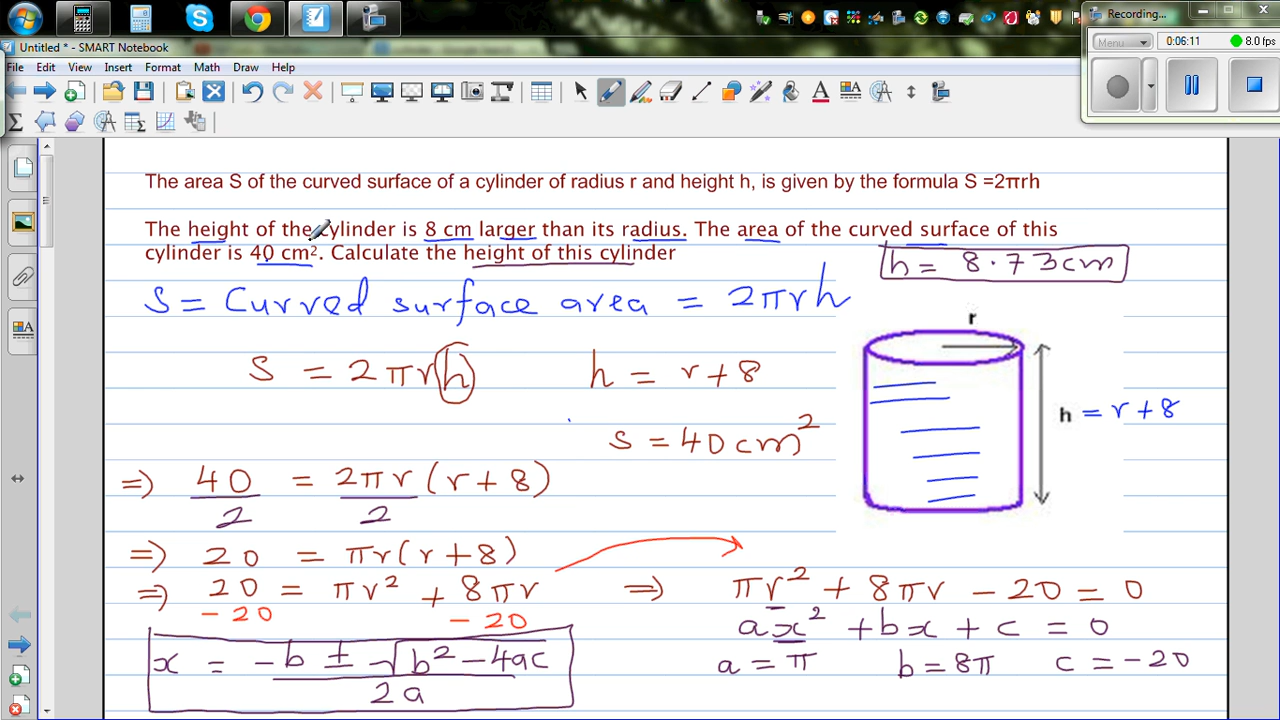 Recording...
Menu
0:06:11
8.0 fps
Untitled * - SMART Notebook
File Edit View Insert Format Math Draw Help
The area S of the curved surface of a cylinder of radius r and height h, is given by the formula S =2πrh
The height of the cylinder is 8 cm larger than its radius. The area of the curved surface of this
cylinder is 40 cm². Calculate the height of this cylinder
h = 8.73cm
S = Curved surface area = 2πrh
r
S = 2πrh h = r+8
h = r+8
S = 40cm²
⇒ 40/2 = 2πr/2 (r+8)
⇒ 20 = πr(r+8)
⇒ 20 = πr² + 8πr ⇒ πr² + 8πr - 20 = 0
-20 -20
ax² + bx + c = 0
x = -b ± √b²-4ac / 2a
a = π b = 8π c = -20